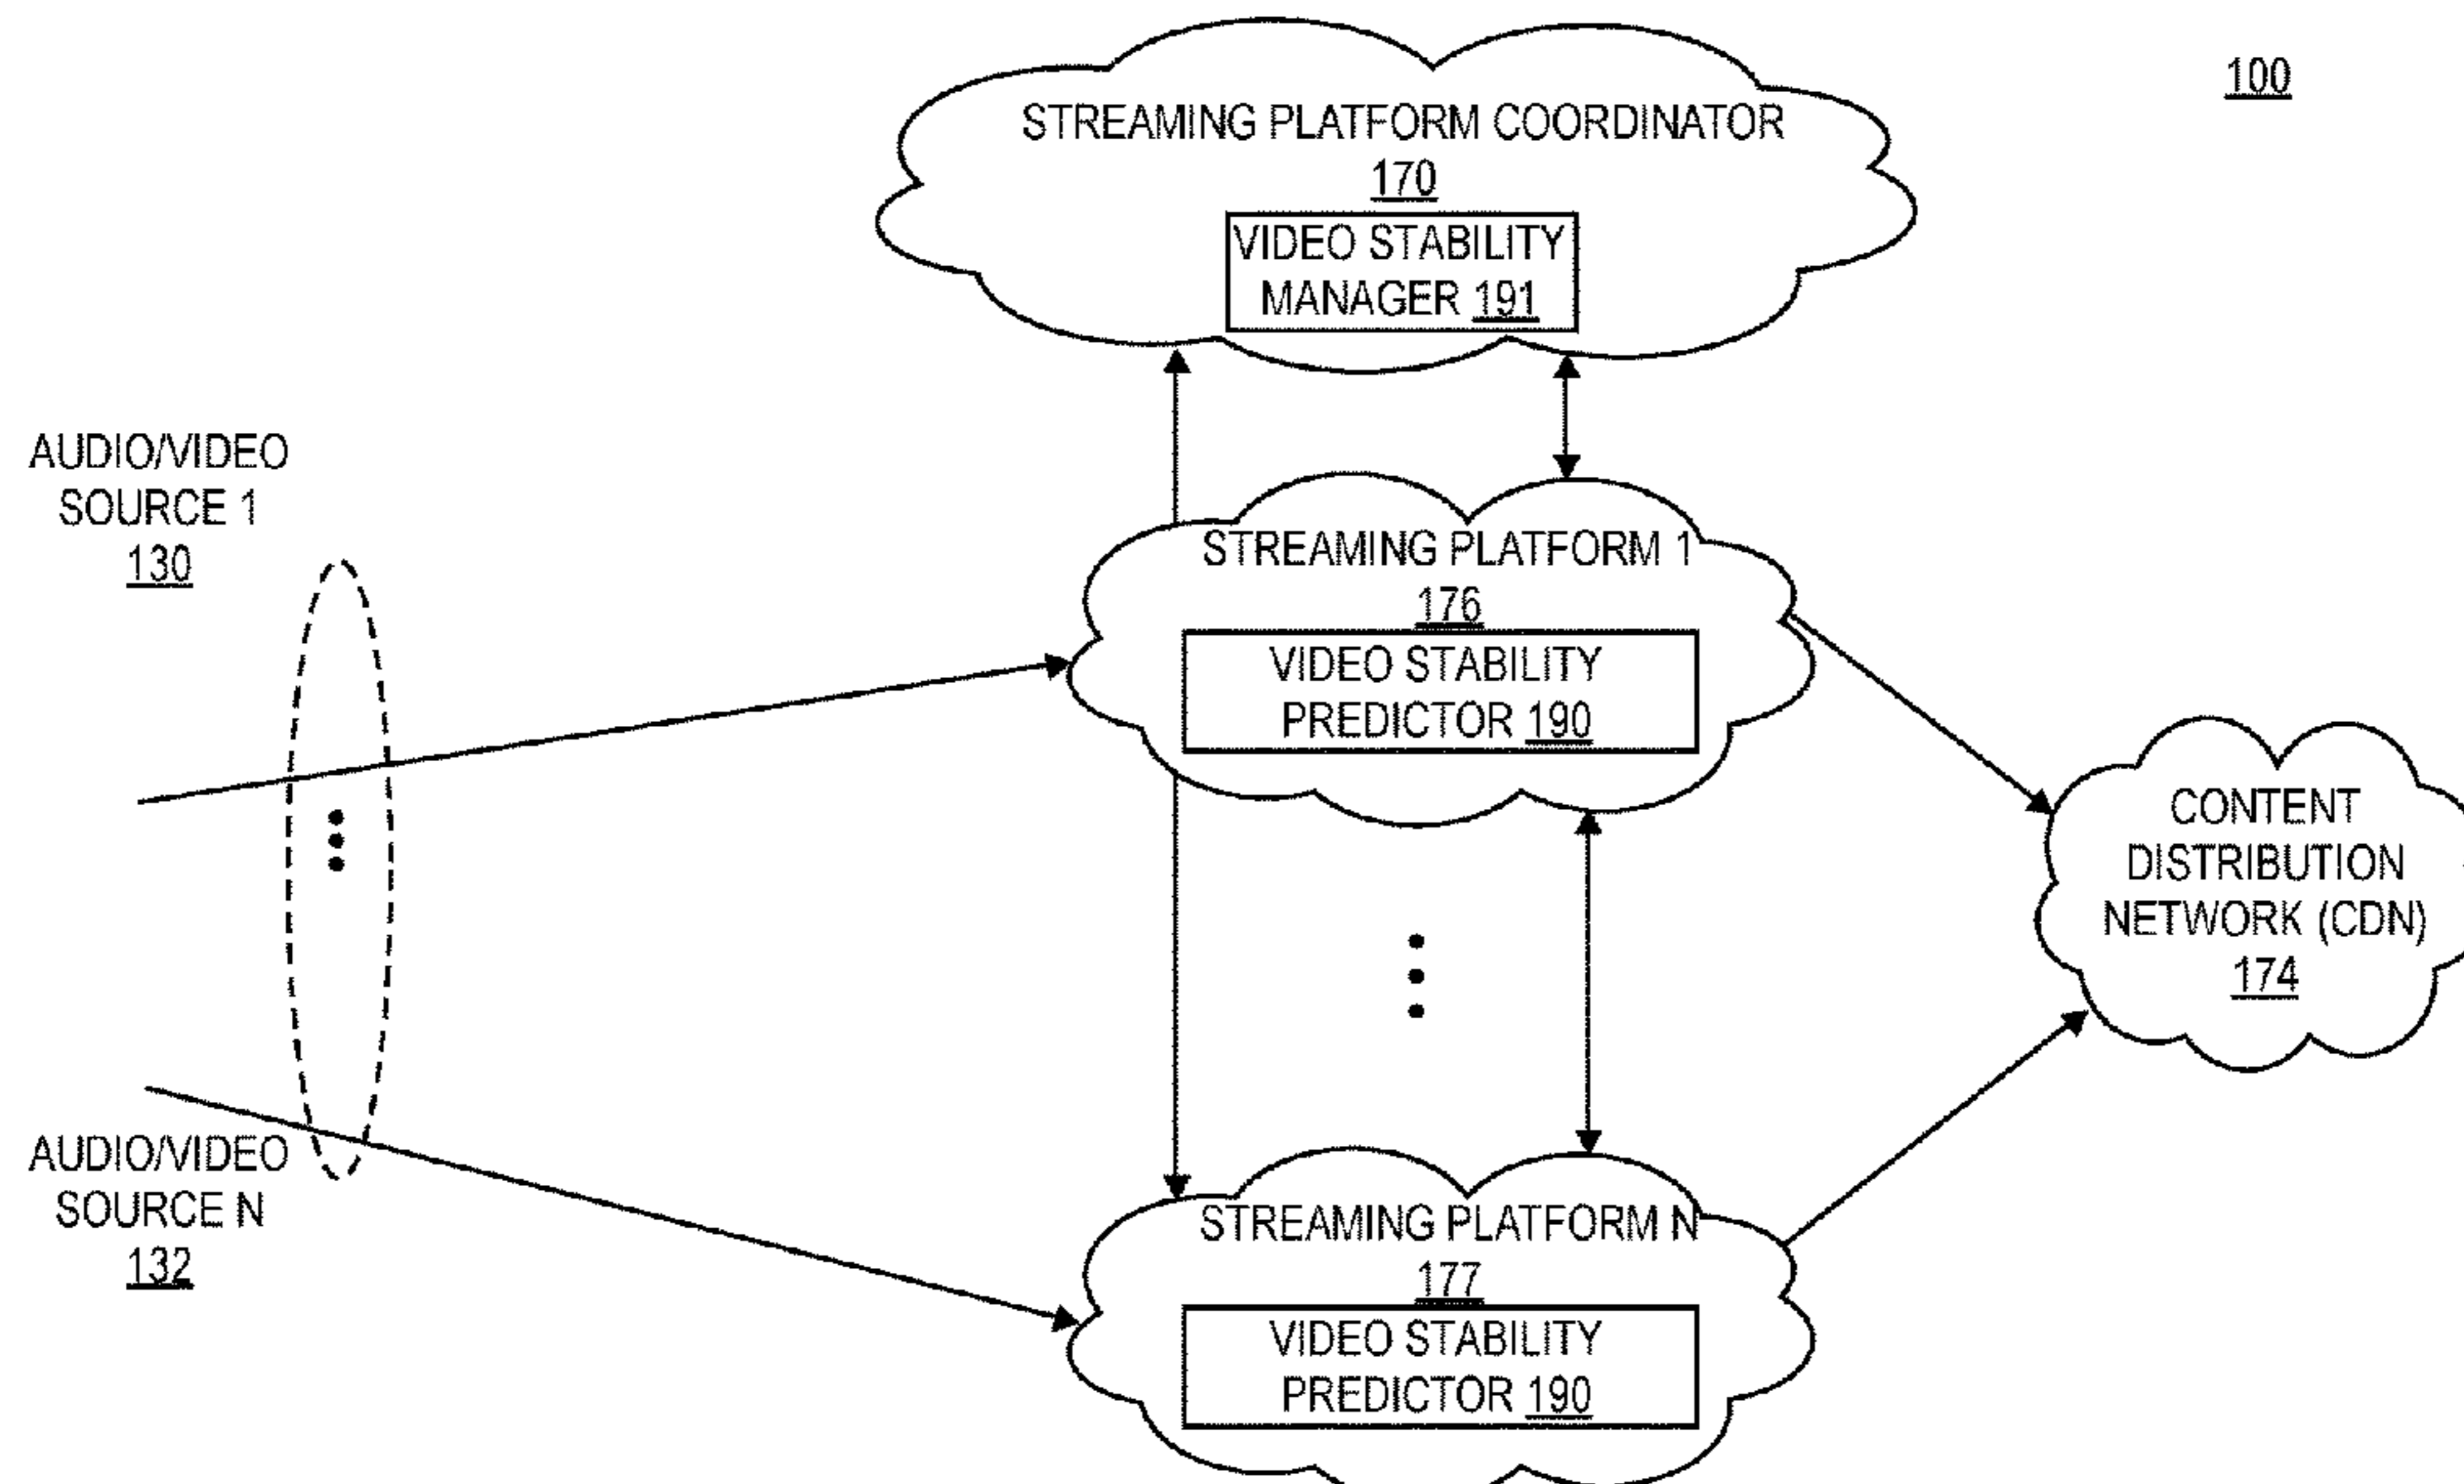 100
STREAMING PLATFORM COORDINATOR
170
VIDEO STABILITY
MANAGER 191
AUDIO/VIDEO
SOURCE 1
130
STREAMING PLATFORM 1
176
VIDEO STABILITY
PREDICTOR 190
CONTENT
DISTRIBUTION
NETWORK (CDN)
174
AUDIO/VIDEO
SOURCE N
132
STREAMING PLATFORM N
177
VIDEO STABILITY
PREDICTOR 190